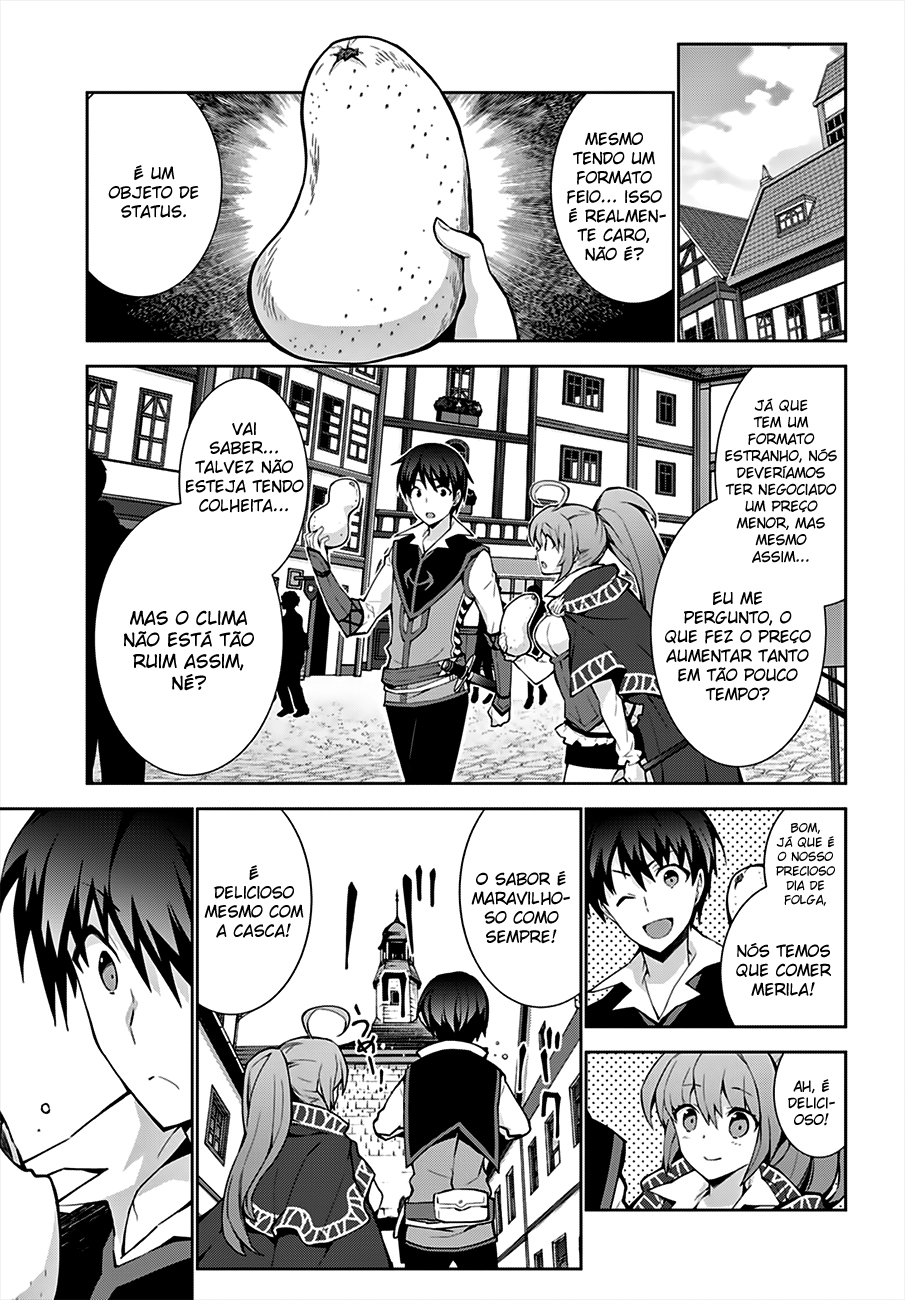 MESMO
TENDO UM
FORMATO
FEIO... ISSO
É REALMEN-
TE CARO,
NÃO É?
É UM
OBJETO DE
STATUS.
JÁ QUE
TEM UM
FORMATO
ESTRANHO, NÓS
DEVERÍAMOS
TER NEGOCIADO
UM PREÇO
MENOR, MAS
MESMO
ASSIM...
EU ME
PERGUNTO, O
QUE FEZ O PREÇO
AUMENTAR TANTO
EM TÃO POUCO
TEMPO?
VAI
SABER...
TALVEZ NÃO
ESTEJA TENDO
COLHEITA...
MAS O CLIMA
NÃO ESTÁ TÃO
RUIM ASSIM,
NÉ?
BOM,
JÁ QUE É
O NOSSO
PRECIOSO
DIA DE
FOLGA,
NÓS TEMOS
QUE COMER
MERILA!
AH, É
DELICI-
OSO!
O SABOR É
MARAVILHO-
SO COMO
SEMPRE!
É
DELICIOSO
MESMO COM
A CASCA!